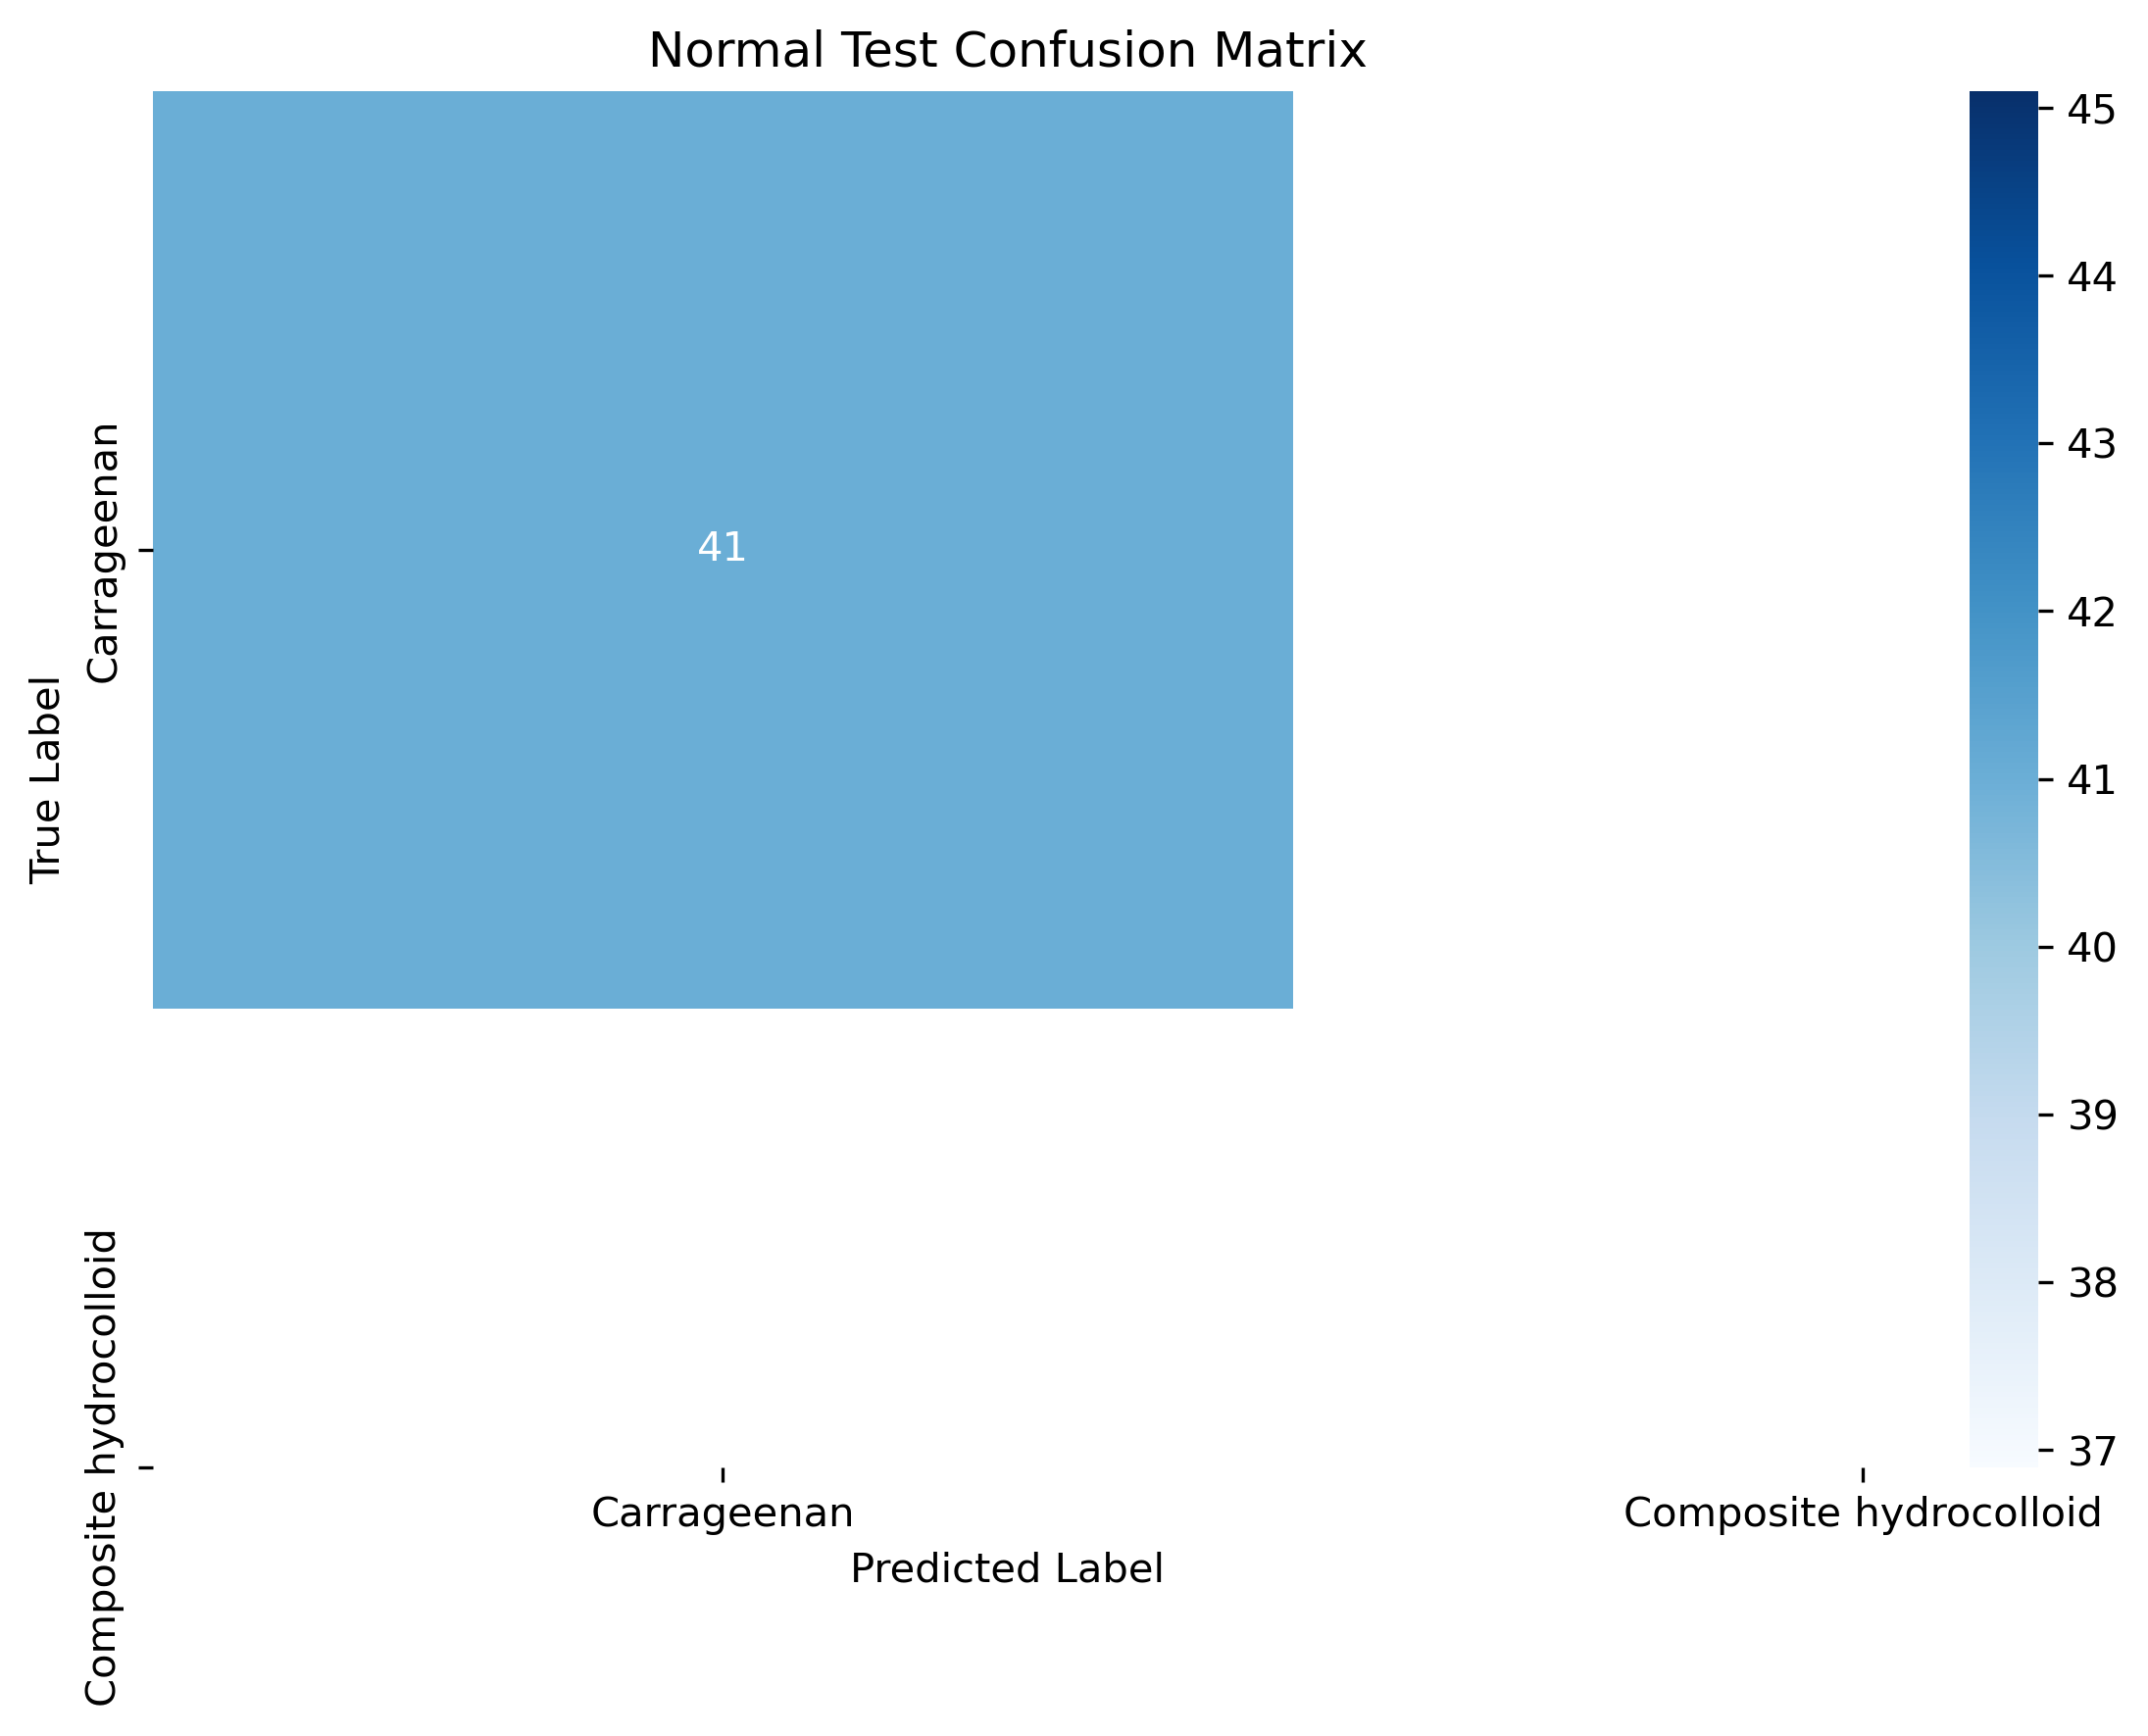 Normal Test Confusion Matrix
True Label
Carrageenan
Composite hydrocolloid
41
Carrageenan
Composite hydrocolloid
Predicted Label
45
44
43
42
41
40
39
38
37